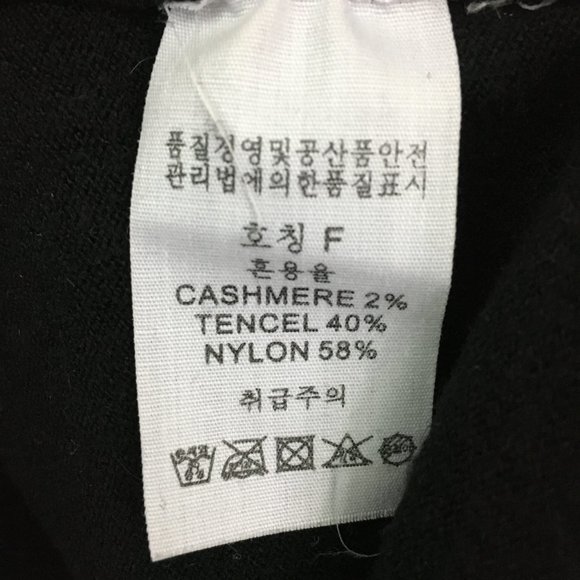 품질경영및공산품안전
관리법에의한품질표시
호칭 F
혼용율
CASHMERE 2%
TENCEL 40%
NYLON 58%
취급주의